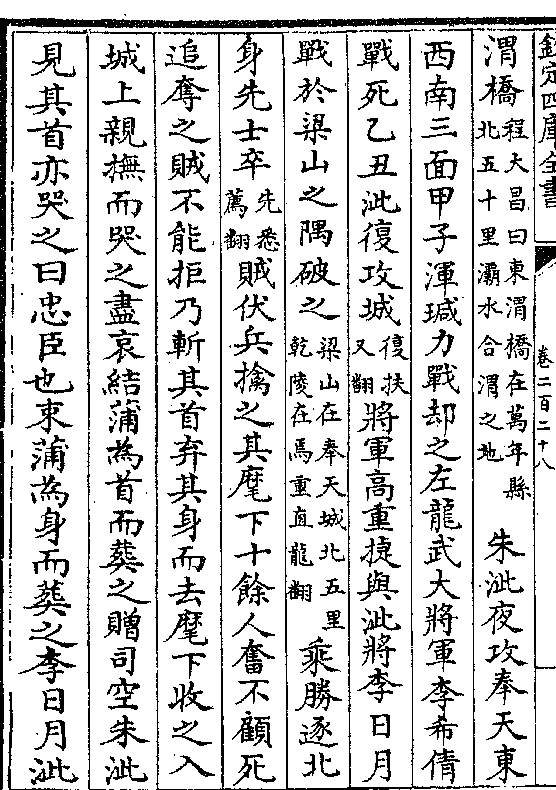 欽定四庫全書
卷二百二十八
渭橋程大昌曰東渭橋在萬年縣北五十里灞水合渭之地 朱泚夜攻奉天東
西南三面甲子渾瑊力戰却之左龍武大將軍李希倩
戰死乙丑泚復攻城復扶又翻將軍高重捷與泚將李日月
戰於梁山之隅破之梁山在奉天城北五里乾陵在焉重直龍翻 乘勝逐北
身先士卒先悉薦翻賊伏兵擒之其麾下十餘人奮不顧死
追奪之賊不能拒乃斬其首弃其身而去麾下收之入
城上親撫而哭之盡哀結蒲為首而葬之贈司空朱泚
見其首亦哭之曰忠臣也束蒲為身而葬之李日月泚